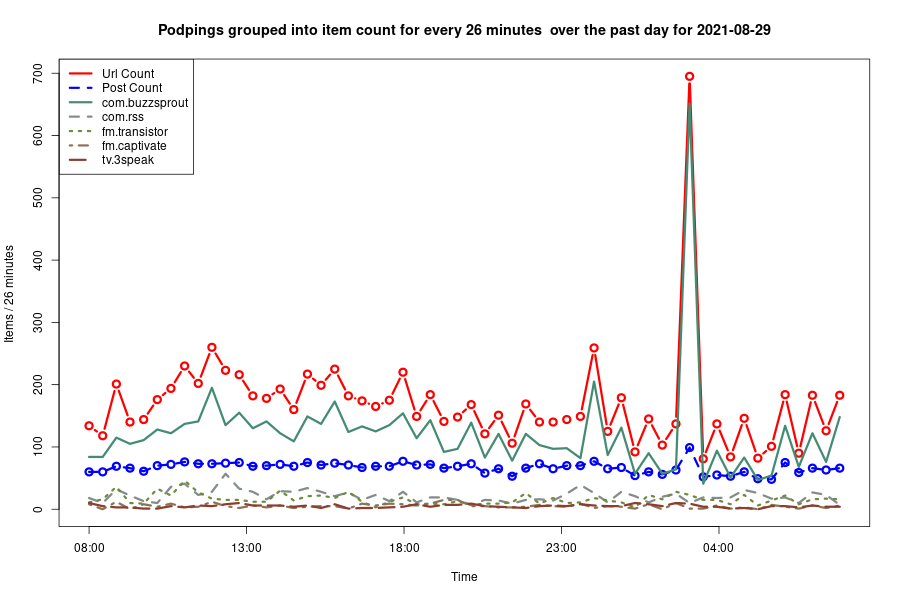 Podpings grouped into item count for every 26 minutes  over the past day for 2021-08-29
Url Count
Post Count
com.buzzsprout
com.rss
fm.transistor
fm.captivate
tv.3speak
700
600
500
400
300
200
100
0
Items / 26 minutes
08:00 13:00 18:00 23:00 04:00
Time